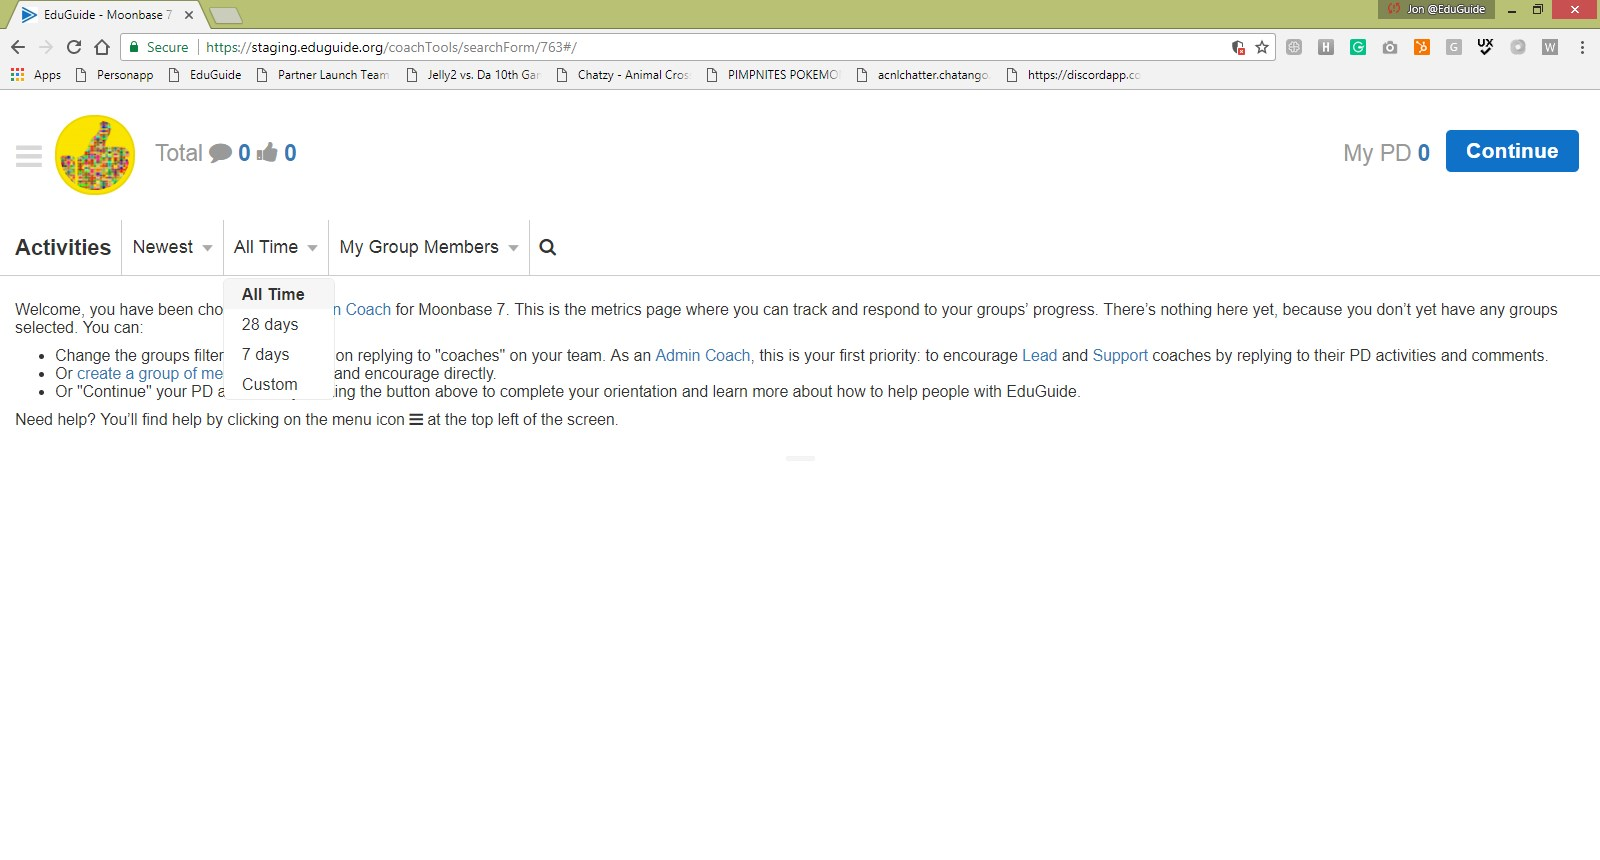 EduGuide - Moonbase 7
Jon @EduGuide
Secure https://staging.eduguide.org/coachTools/searchForm/763#/
H G G UX W
Apps Personapp EduGuide Partner Launch Team Jelly2 vs. Da 10th Gar Chatzy - Animal Cros PIMPNITES POKEMO acnlchatter.chatango. https://discordapp.co
Total 0 0 My PD 0 Continue
Activities Newest All Time My Group Members
All Time
28 days
7 days
Custom
Welcome, you have been cho n Coach for Moonbase 7. This is the metrics page where you can track and respond to your groups’ progress. There’s nothing here yet, because you don’t yet have any groups
selected. You can:
• Change the groups filter on replying to "coaches" on your team. As an Admin Coach, this is your first priority: to encourage Lead and Support coaches by replying to their PD activities and comments.
• Or create a group of me and encourage directly.
• Or "Continue" your PD a ing the button above to complete your orientation and learn more about how to help people with EduGuide.
Need help? You’ll find help by clicking on the menu icon ☰ at the top left of the screen.